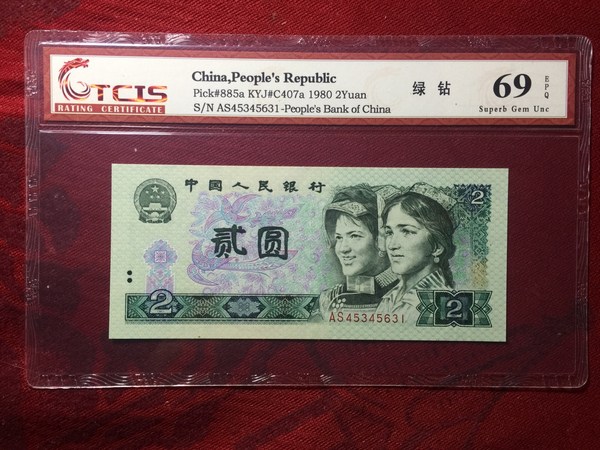 TCIS
RATING CERTIFICATE
China,People's Republic
Pick#885a KYJ#C407a 1980 2Yuan
S/N AS45345631-People's Bank of China
绿 钻
69 EPQ
Superb Gem Unc
中国人民银行
2
贰圆
2
2
AS45345631